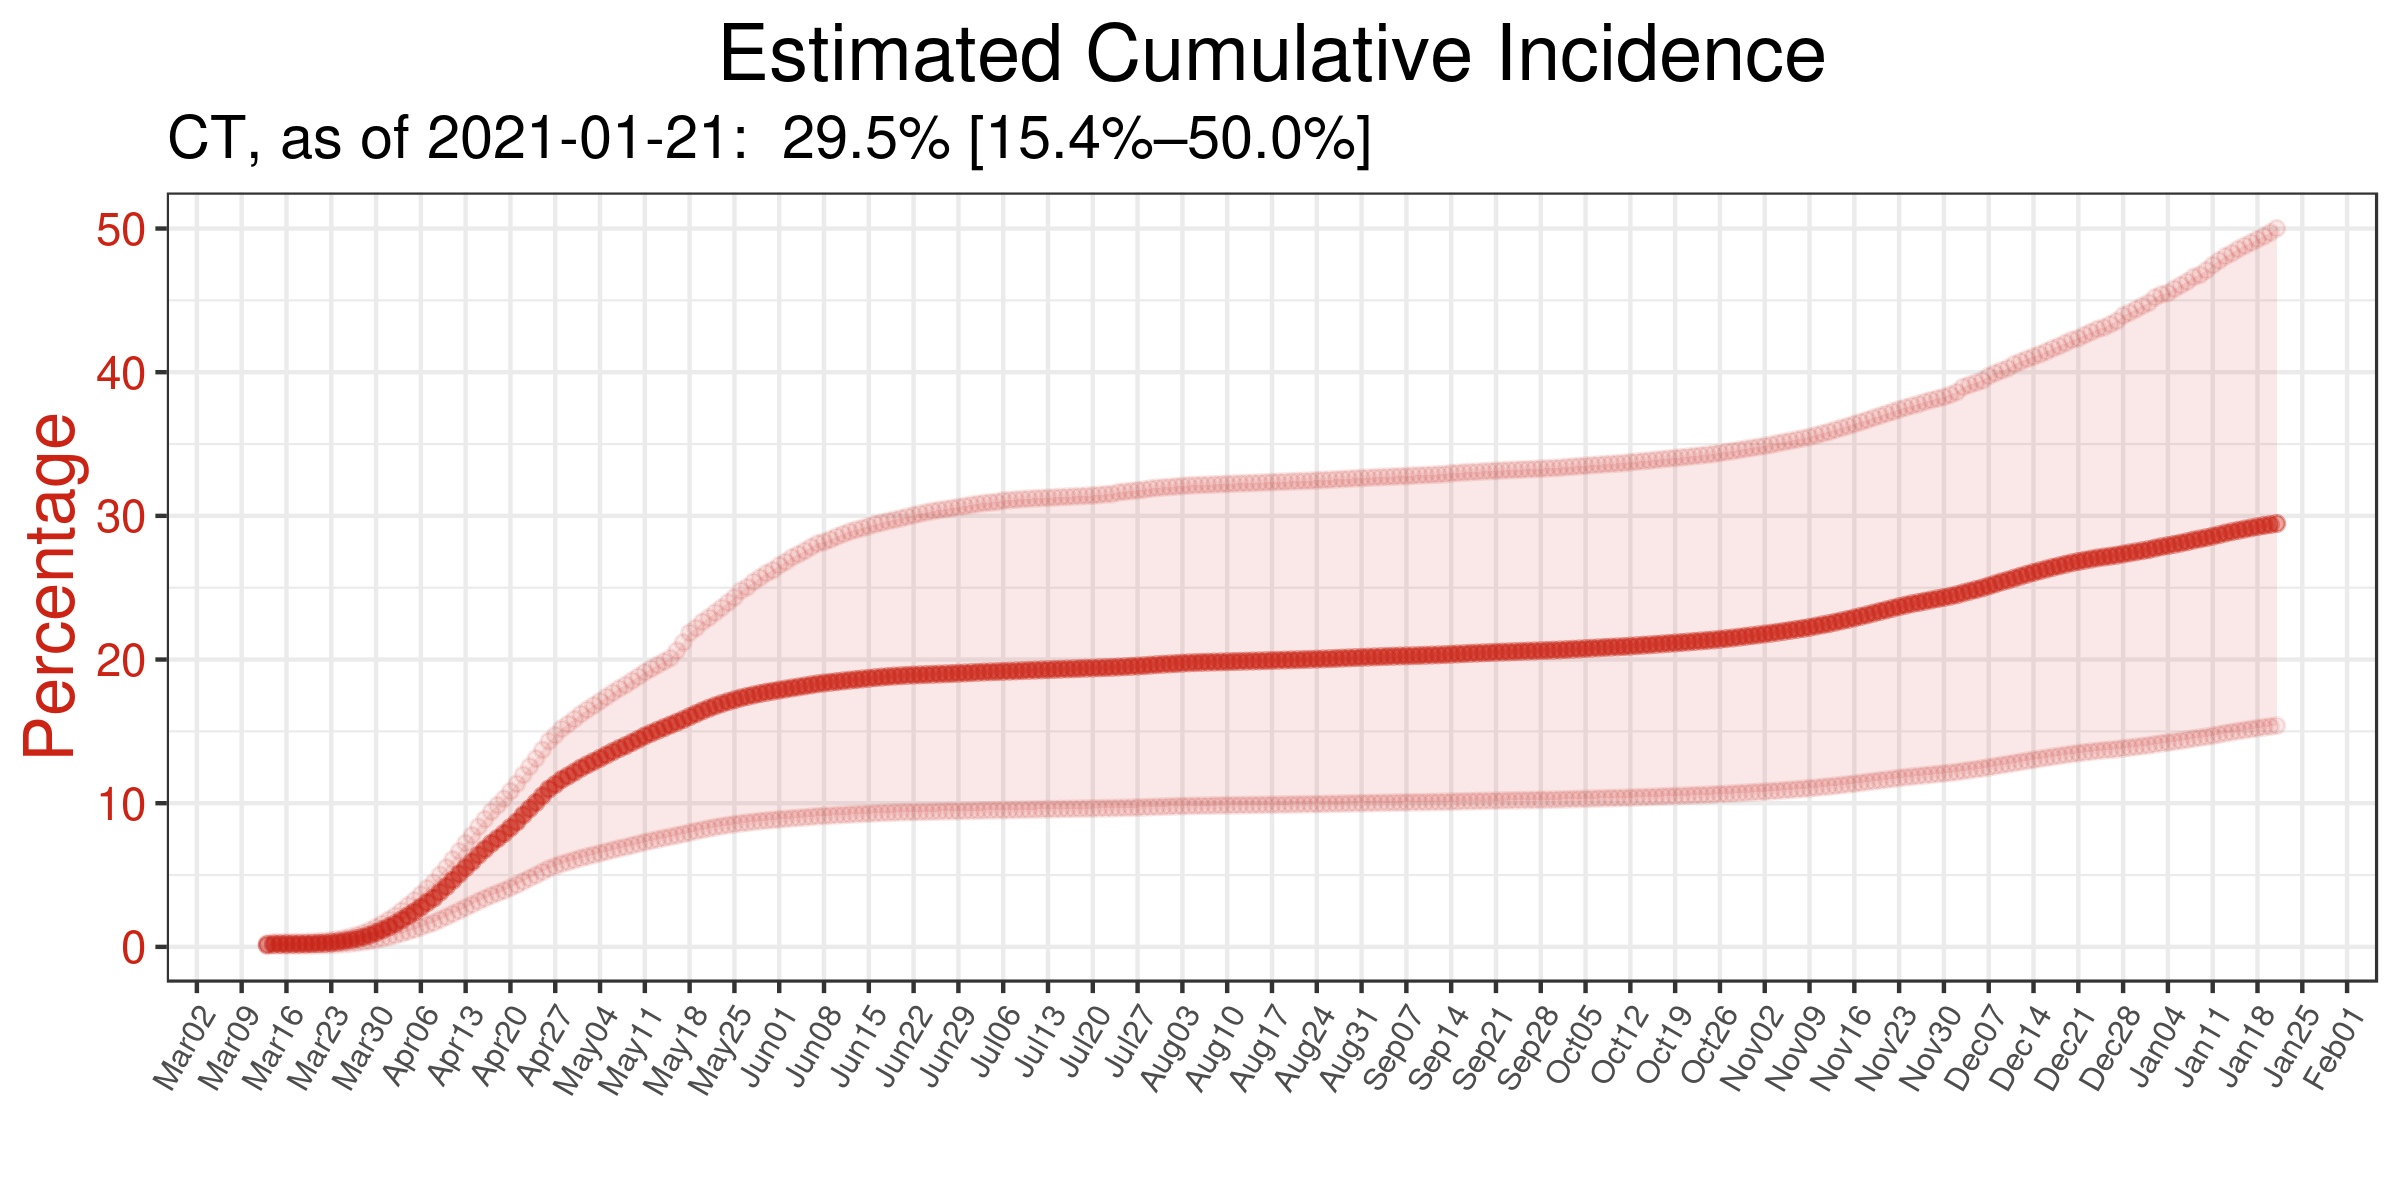 Estimated Cumulative Incidence
CT, as of 2021-01-21:  29.5% [15.4%–50.0%]
Percentage
50
40
30
20
10
0
Mar02
Mar09
Mar16
Mar23
Mar30
Apr06
Apr13
Apr20
Apr27
May04
May11
May18
May25
Jun01
Jun08
Jun15
Jun22
Jun29
Jul06
Jul13
Jul20
Jul27
Aug03
Aug10
Aug17
Aug24
Aug31
Sep07
Sep14
Sep21
Sep28
Oct05
Oct12
Oct19
Oct26
Nov02
Nov09
Nov16
Nov23
Nov30
Dec07
Dec14
Dec21
Dec28
Jan04
Jan11
Jan18
Jan25
Feb01